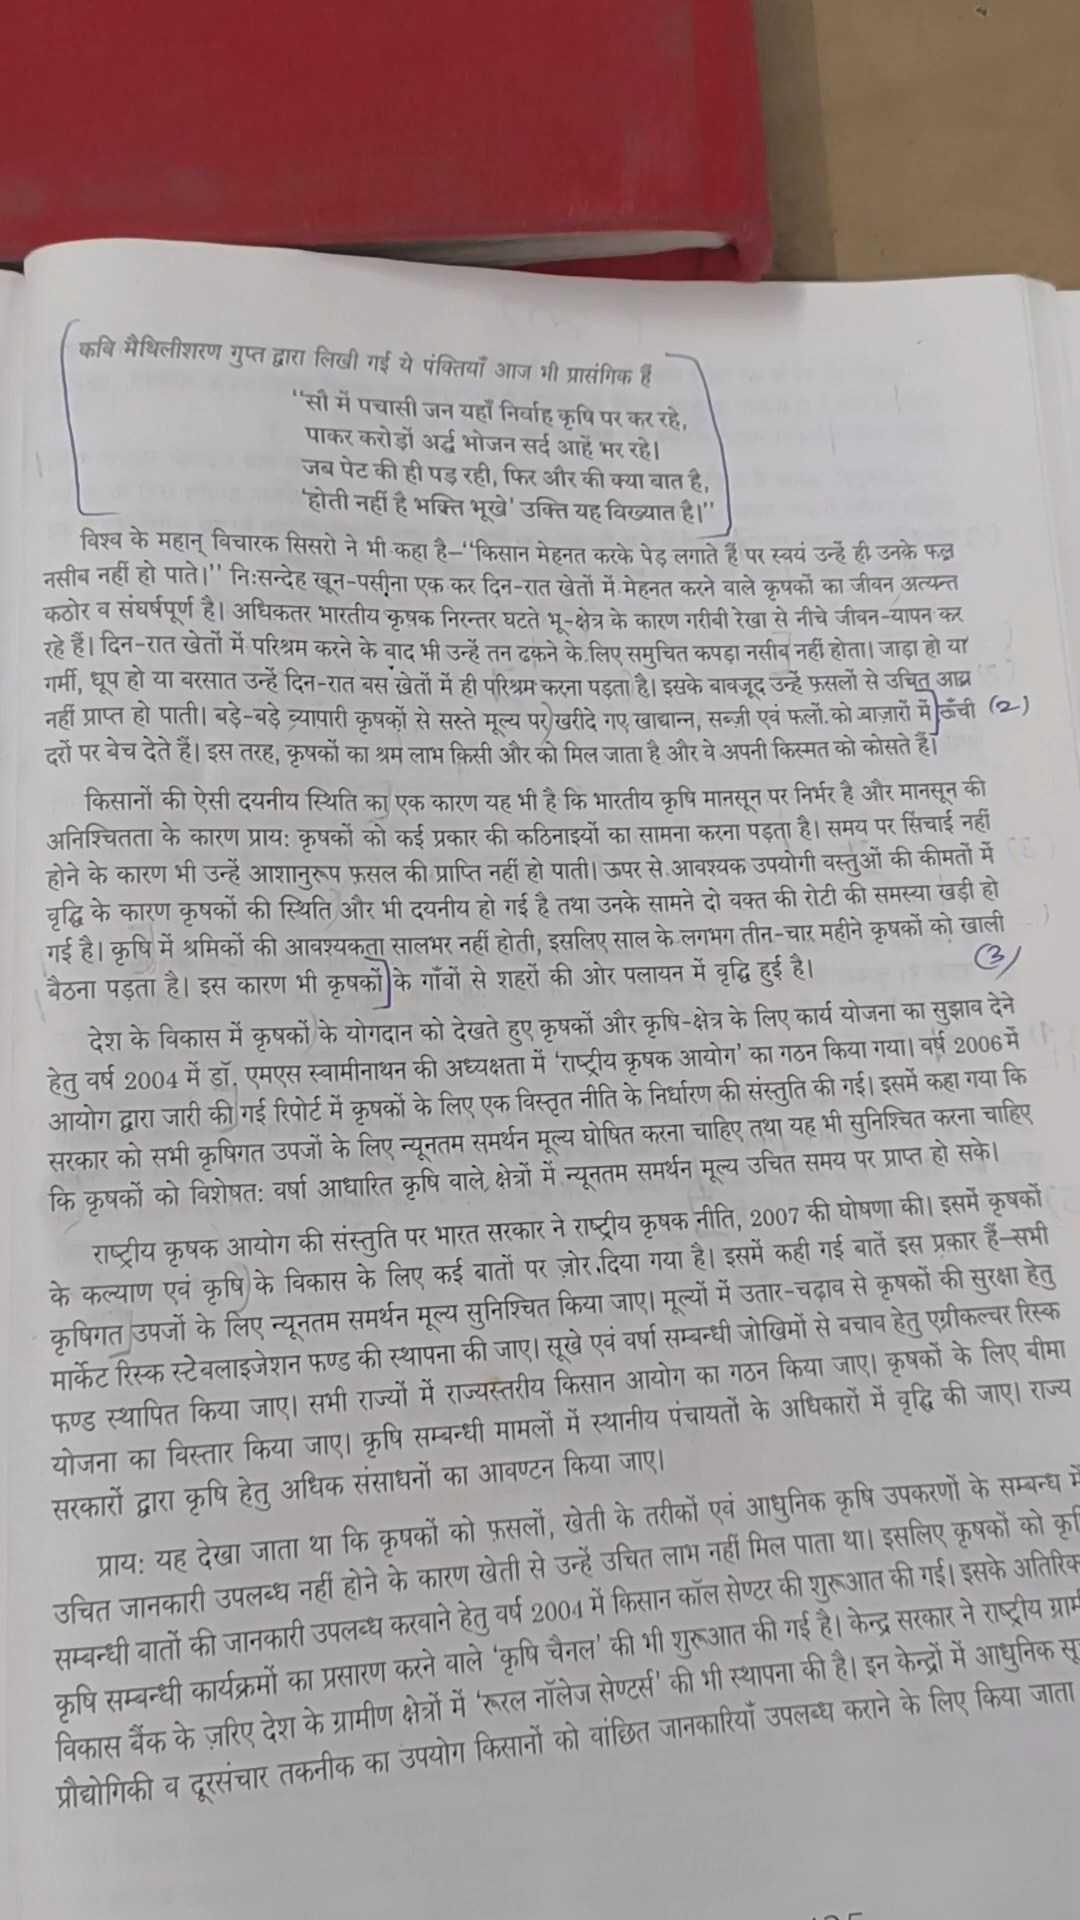 कवि मैथिलीशरण गुप्त द्वारा लिखी गई ये पंक्तियाँ आज भी प्रासंगिक हैं
"सौ में पचासी जन यहाँ निर्वाह कृषि पर कर रहे,
पाकर करोड़ों अर्द्ध भोजन सर्द आहें भर रहे।
जब पेट की ही पड़ रही, फिर और की क्या बात है,
'होती नहीं है भक्ति भूखे' उक्ति यह विख्यात है।"
विश्व के महान् विचारक सिसरो ने भी कहा है–"किसान मेहनत करके पेड़ लगाते हैं पर स्वयं उन्हें ही उनके फल
नसीब नहीं हो पाते।" निःसन्देह खून-पसीना एक कर दिन-रात खेतों में मेहनत करने वाले कृषकों का जीवन अत्यन्त
कठोर व संघर्षपूर्ण है। अधिकतर भारतीय कृषक निरन्तर घटते भू-क्षेत्र के कारण गरीबी रेखा से नीचे जीवन-यापन कर
रहे हैं। दिन-रात खेतों में परिश्रम करने के बाद भी उन्हें तन ढकने के लिए समुचित कपड़ा नसीब नहीं होता। जाड़ा हो या
गर्मी, धूप हो या बरसात उन्हें दिन-रात बस खेतों में ही परिश्रम करना पड़ता है। इसके बावजूद उन्हें फ़सलों से उचित आय
नहीं प्राप्त हो पाती। बड़े-बड़े व्यापारी कृषकों से सस्ते मूल्य पर खरीदे गए खाद्यान्न, सब्ज़ी एवं फलों को बाज़ारों में ऊँची (2)
दरों पर बेच देते हैं। इस तरह, कृषकों का श्रम लाभ किसी और को मिल जाता है और वे अपनी किस्मत को कोसते हैं।
किसानों की ऐसी दयनीय स्थिति का एक कारण यह भी है कि भारतीय कृषि मानसून पर निर्भर है और मानसून की
अनिश्चितता के कारण प्राय: कृषकों को कई प्रकार की कठिनाइयों का सामना करना पड़ता है। समय पर सिंचाई नहीं
होने के कारण भी उन्हें आशानुरूप फ़सल की प्राप्ति नहीं हो पाती। ऊपर से आवश्यक उपयोगी वस्तुओं की कीमतों में
वृद्धि के कारण कृषकों की स्थिति और भी दयनीय हो गई है तथा उनके सामने दो वक्त की रोटी की समस्या खड़ी हो
गई है। कृषि में श्रमिकों की आवश्यकता सालभर नहीं होती, इसलिए साल के लगभग तीन-चार महीने कृषकों को खाली
बैठना पड़ता है। इस कारण भी कृषकों के गाँवों से शहरों की ओर पलायन में वृद्धि हुई है। (3)
देश के विकास में कृषकों के योगदान को देखते हुए कृषकों और कृषि-क्षेत्र के लिए कार्य योजना का सुझाव देने
हेतु वर्ष 2004 में डॉ. एमएस स्वामीनाथन की अध्यक्षता में 'राष्ट्रीय कृषक आयोग' का गठन किया गया। वर्ष 2006 में
आयोग द्वारा जारी की गई रिपोर्ट में कृषकों के लिए एक विस्तृत नीति के निर्धारण की संस्तुति की गई। इसमें कहा गया कि
सरकार को सभी कृषिगत उपजों के लिए न्यूनतम समर्थन मूल्य घोषित करना चाहिए तथा यह भी सुनिश्चित करना चाहिए
कि कृषकों को विशेषत: वर्षा आधारित कृषि वाले क्षेत्रों में न्यूनतम समर्थन मूल्य उचित समय पर प्राप्त हो सके।
राष्ट्रीय कृषक आयोग की संस्तुति पर भारत सरकार ने राष्ट्रीय कृषक नीति, 2007 की घोषणा की। इसमें कृषकों
के कल्याण एवं कृषि के विकास के लिए कई बातों पर ज़ोर दिया गया है। इसमें कही गई बातें इस प्रकार हैं–सभी
कृषिगत उपजों के लिए न्यूनतम समर्थन मूल्य सुनिश्चित किया जाए। मूल्यों में उतार-चढ़ाव से कृषकों की सुरक्षा हेतु
मार्केट रिस्क स्टेबलाइजेशन फण्ड की स्थापना की जाए। सूखे एवं वर्षा सम्बन्धी जोखिमों से बचाव हेतु एग्रीकल्चर रिस्क
फण्ड स्थापित किया जाए। सभी राज्यों में राज्यस्तरीय किसान आयोग का गठन किया जाए। कृषकों के लिए बीमा
योजना का विस्तार किया जाए। कृषि सम्बन्धी मामलों में स्थानीय पंचायतों के अधिकारों में वृद्धि की जाए। राज्य
सरकारों द्वारा कृषि हेतु अधिक संसाधनों का आवण्टन किया जाए।
प्राय: यह देखा जाता था कि कृषकों को फ़सलों, खेती के तरीकों एवं आधुनिक कृषि उपकरणों के सम्बन्ध में
उचित जानकारी उपलब्ध नहीं होने के कारण खेती से उन्हें उचित लाभ नहीं मिल पाता था। इसलिए कृषकों को
सम्बन्धी बातों की जानकारी उपलब्ध करवाने हेतु वर्ष 2004 में किसान कॉल सेण्टर की शुरूआत की गई। इसके
कृषि सम्बन्धी कार्यक्रमों का प्रसारण करने वाले 'कृषि चैनल' की भी शुरूआत की गई है। केन्द्र सरकार ने राष्ट्रीय
विकास बैंक के ज़रिए देश के ग्रामीण क्षेत्रों में 'रूरल नॉलेज सेण्टर्स' की भी स्थापना की है। इन केन्द्रों में आधुनिक
प्रौद्योगिकी व दूरसंचार तकनीक का उपयोग किसानों को वांछित जानकारियाँ उपलब्ध कराने के लिए किया जाता